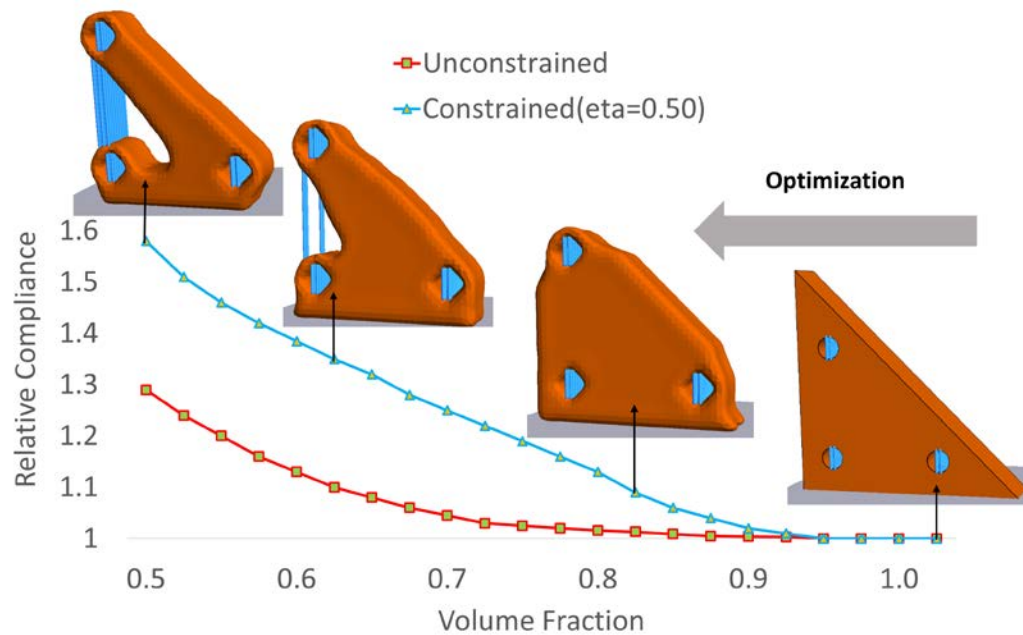 Unconstrained
Constrained(eta=0.50)
Optimization
Relative Compliance
1.6
1.5
1.4
1.3
1.2
1.1
1
0.5 0.6 0.7 0.8 0.9 1.0
Volume Fraction